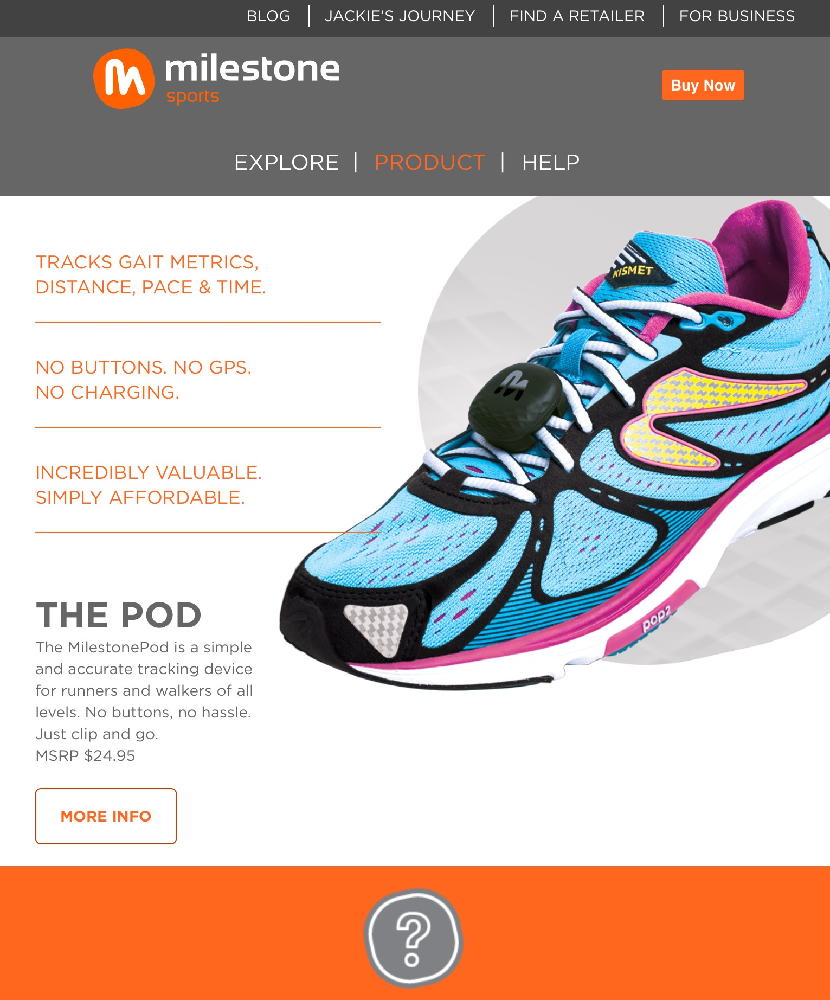 BLOG
JACKIE’S JOURNEY
FIND A RETAILER
FOR BUSINESS
milestone
sports
Buy Now
EXPLORE | PRODUCT | HELP
KISMET
TRACKS GAIT METRICS,
DISTANCE, PACE & TIME.
NO BUTTONS. NO GPS.
NO CHARGING.
INCREDIBLY VALUABLE.
SIMPLY AFFORDABLE.
pop2
THE POD
The MilestonePod is a simple
and accurate tracking device
for runners and walkers of all
levels. No buttons, no hassle.
Just clip and go.
MSRP $24.95
MORE INFO
?